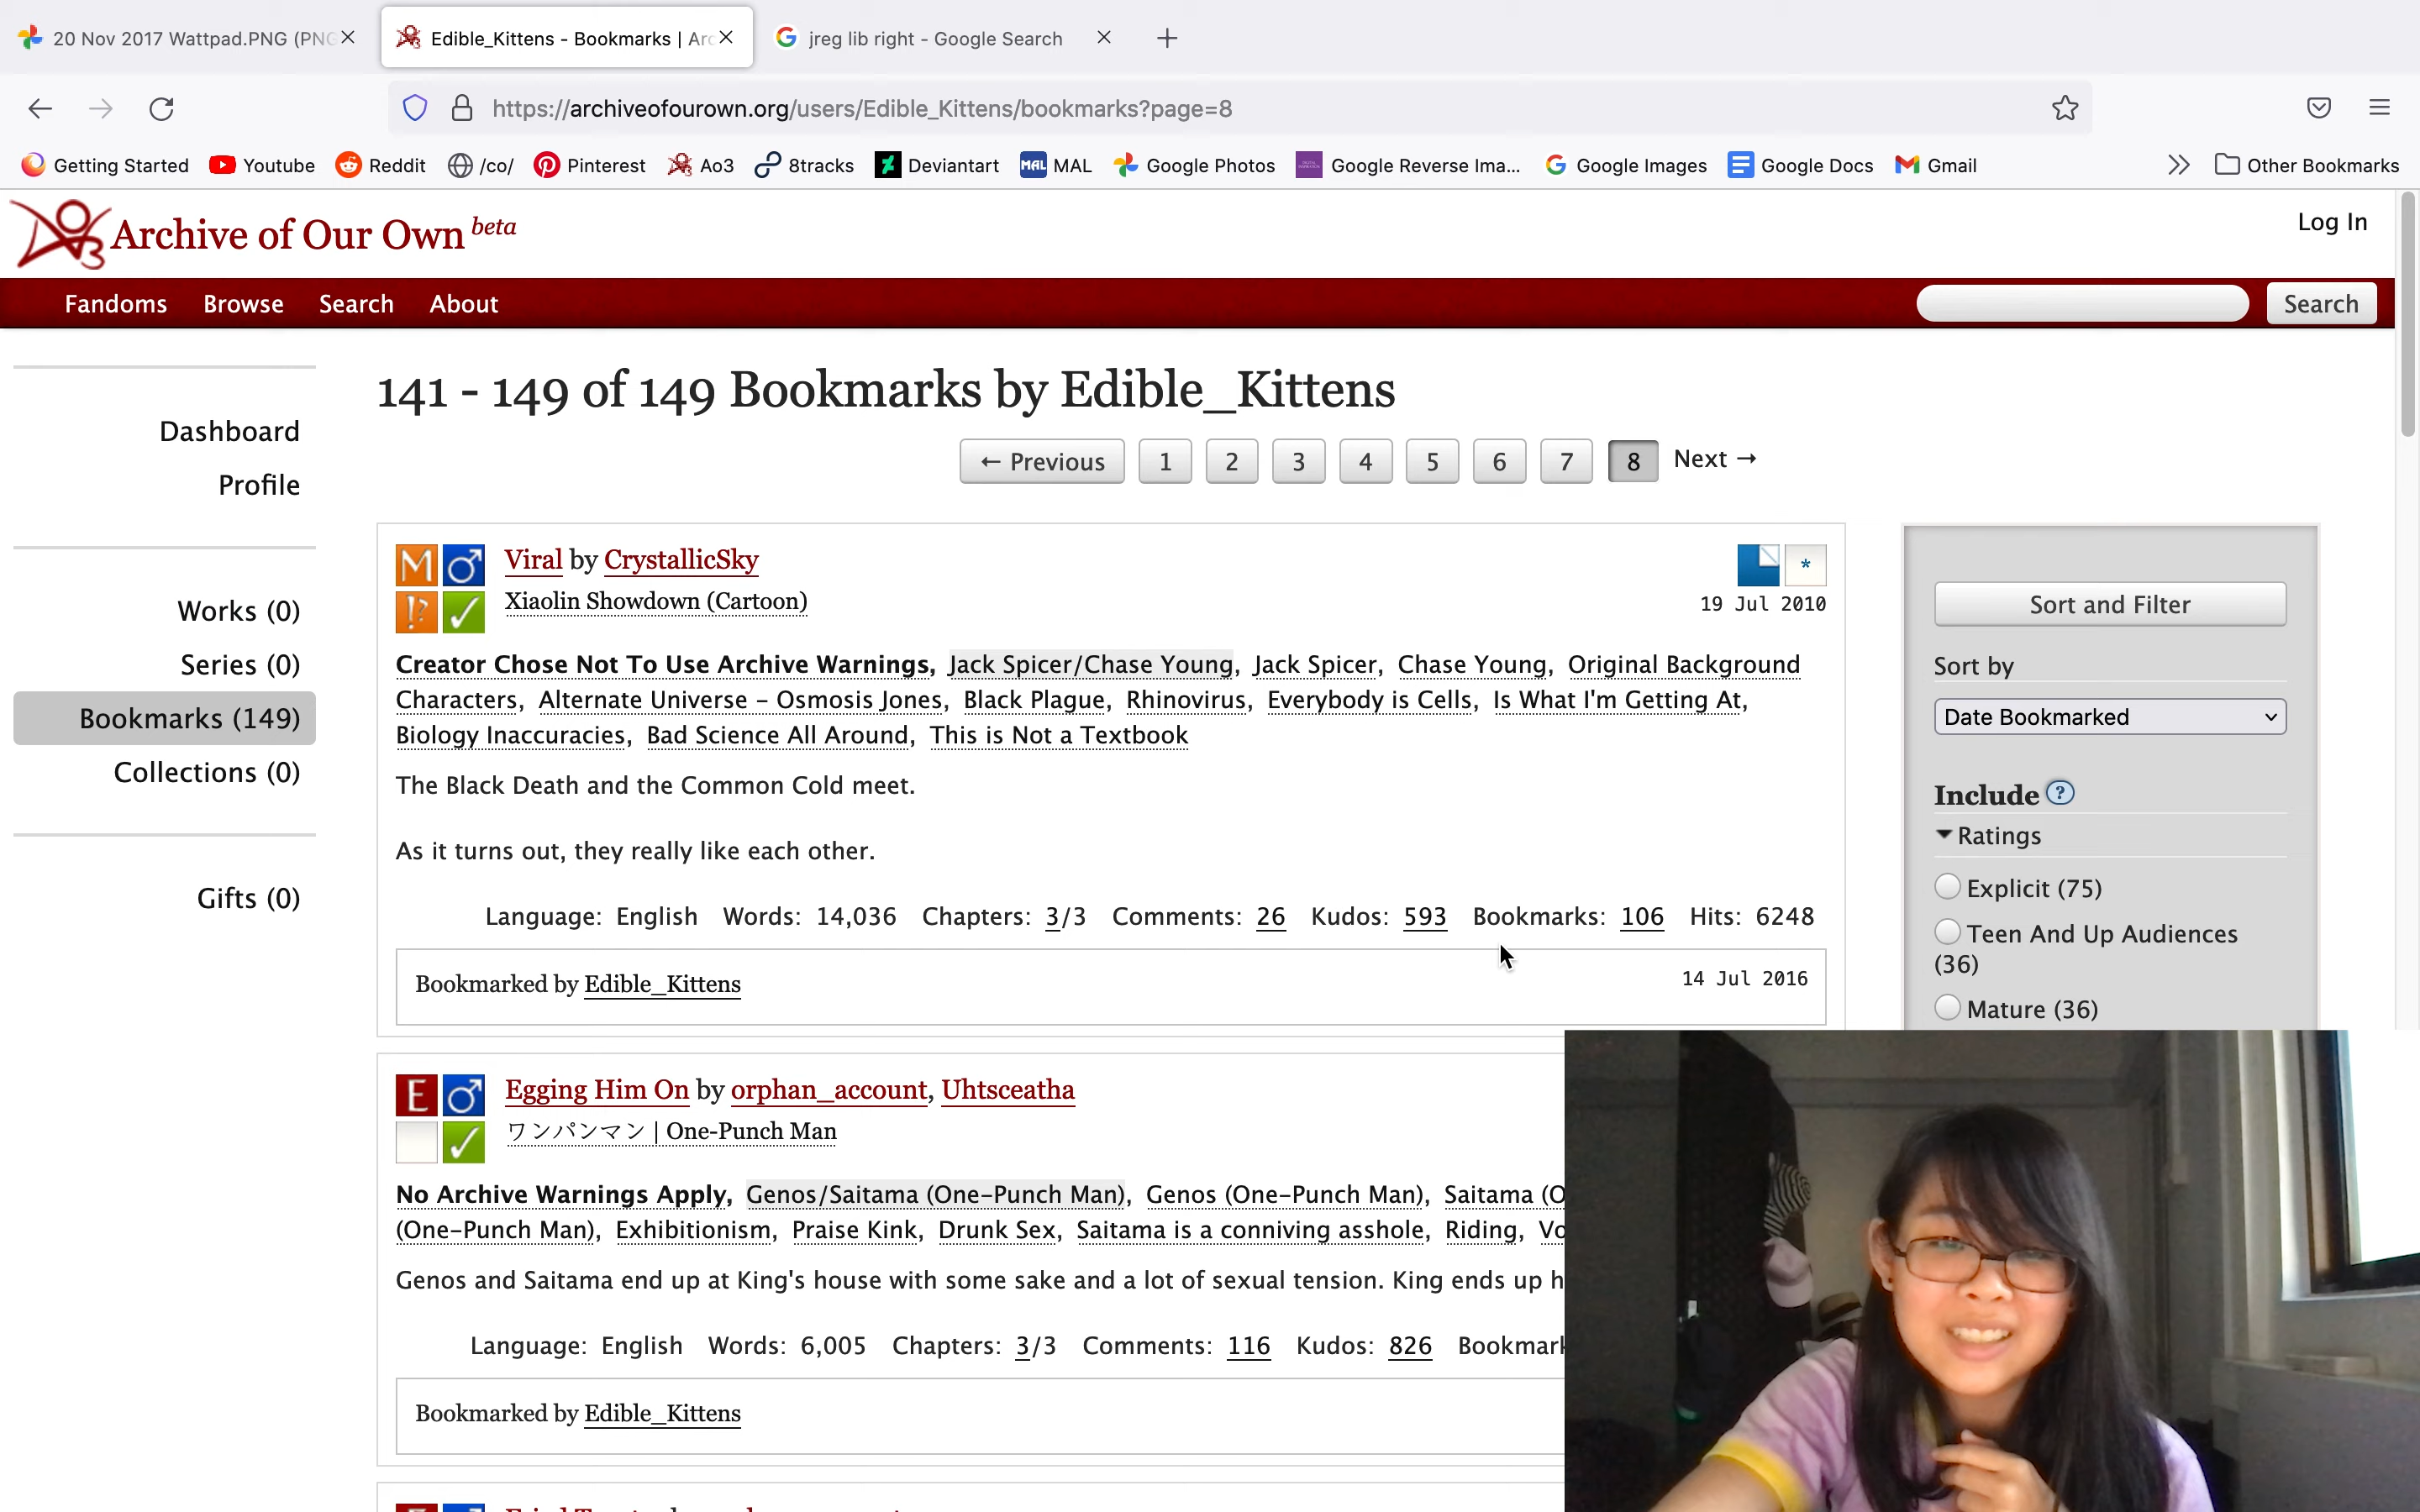 20 Nov 2017 Wattpad.PNG (PNG
Edible_Kittens - Bookmarks | Arc
jreg lib right - Google Search
https://archiveofourown.org/users/Edible_Kittens/bookmarks?page=8
Getting Started Youtube Reddit /co/ Pinterest Ao3 8tracks Deviantart MAL MAL Google Photos Google Reverse Ima... Google Images Google Docs Gmail Other Bookmarks
Archive of Our Own beta
Log In
Fandoms Browse Search About
Search
141 - 149 of 149 Bookmarks by Edible_Kittens
← Previous 1 2 3 4 5 6 7 8 Next →
Dashboard
Profile
Works (0)
Series (0)
Bookmarks (149)
Collections (0)
Gifts (0)
M
!?
Viral by CrystallicSky
Xiaolin Showdown (Cartoon)
*
19 Jul 2010
Creator Chose Not To Use Archive Warnings, Jack Spicer/Chase Young, Jack Spicer, Chase Young, Original Background
Characters, Alternate Universe – Osmosis Jones, Black Plague, Rhinovirus, Everybody is Cells, Is What I'm Getting At,
Biology Inaccuracies, Bad Science All Around, This is Not a Textbook
The Black Death and the Common Cold meet.
As it turns out, they really like each other.
Language: English Words: 14,036 Chapters: 3/3 Comments: 26 Kudos: 593 Bookmarks: 106 Hits: 6248
Bookmarked by Edible_Kittens
14 Jul 2016
E
Egging Him On by orphan_account, Uhtsceatha
ワンパンマン | One-Punch Man
No Archive Warnings Apply, Genos/Saitama (One-Punch Man), Genos (One-Punch Man), Saitama (O
(One-Punch Man), Exhibitionism, Praise Kink, Drunk Sex, Saitama is a conniving asshole, Riding, Vo
Genos and Saitama end up at King's house with some sake and a lot of sexual tension. King ends up h
Language: English Words: 6,005 Chapters: 3/3 Comments: 116 Kudos: 826 Bookmark
Bookmarked by Edible_Kittens
Sort and Filter
Sort by
Date Bookmarked
Include ?
Ratings
Explicit (75)
Teen And Up Audiences
(36)
Mature (36)